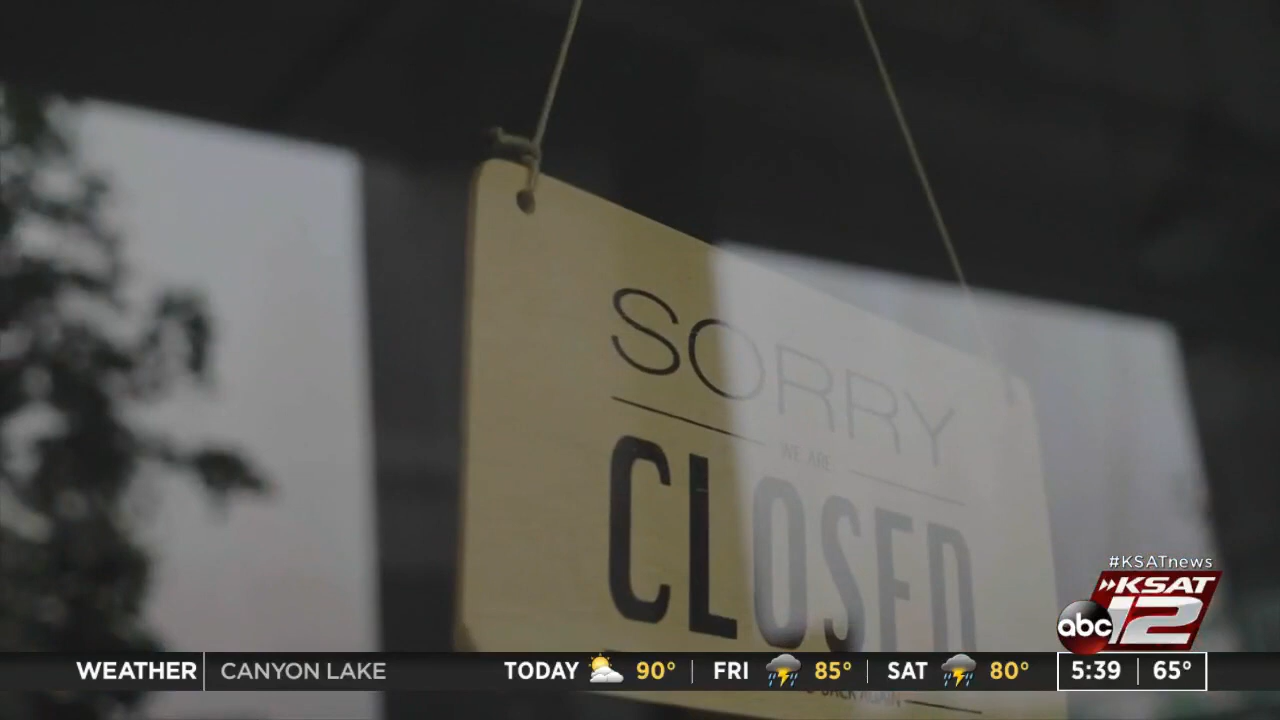 SORRY
WE ARE
CLOSED
#KSATnews
KSAT
abc 12
WEATHER CANYON LAKE TODAY 90° FRI 85° SAT 80° 5:39 65°